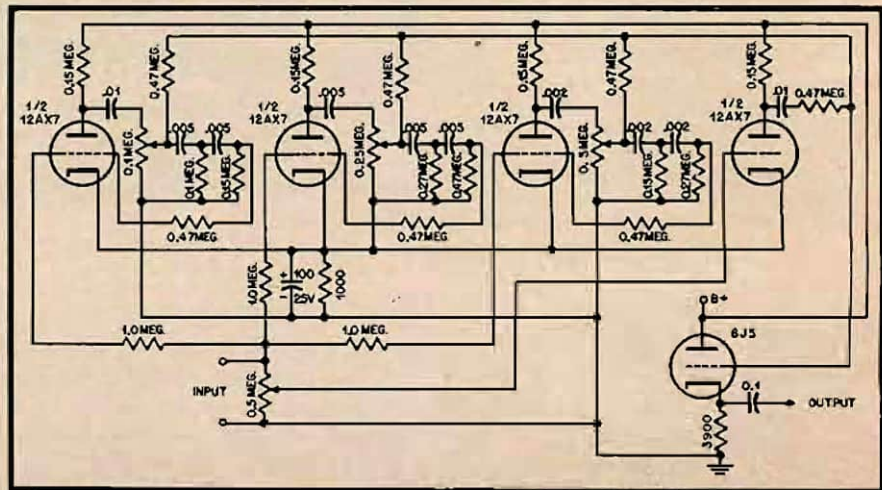 0.15 MEG.
0.47 MEG.
0.15 MEG.
0.47 MEG.
0.15 MEG.
0.47 MEG.
0.15 MEG.
.01
.005
.002
.01
0.47 MEG.
1/2
12AX7
1/2
12AX7
1/2
12AX7
1/2
12AX7
0.1 MEG.
.005
.005
0.1 MEG.
0.15 MEG.
0.25 MEG.
.005
.005
0.27 MEG.
0.47 MEG.
.002
.002
0.15 MEG.
0.27 MEG.
0.47 MEG.
0.47 MEG.
0.47 MEG.
1.0 MEG.
+
100
-
25V
1000
1.0 MEG.
1.0 MEG.
B+
6J5
INPUT
0.5 MEG.
0.1
OUTPUT
3900